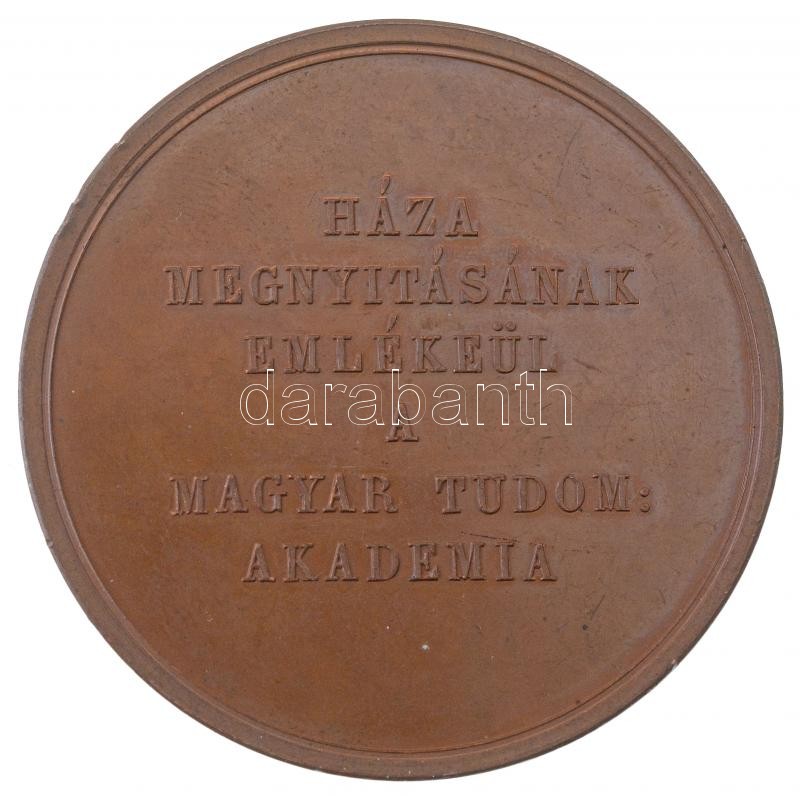 HÁZA
MEGNYITÁSÁNAK
EMLÉKEÜL
darabanth
A
MAGYAR TUDOM:
AKADEMIA